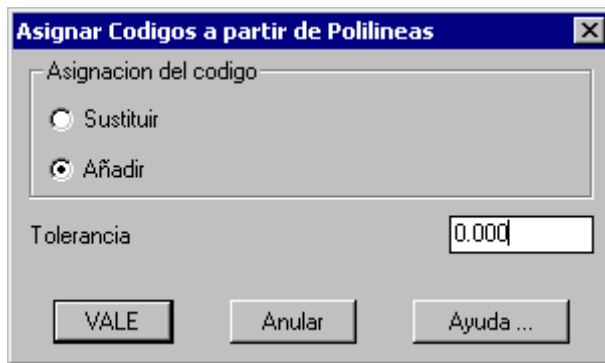 Asignar Codigos a partir de Polilineas
Asignacion del codigo
Sustituir
Añadir
Tolerancia 0.000
VALE Anular Ayuda ...